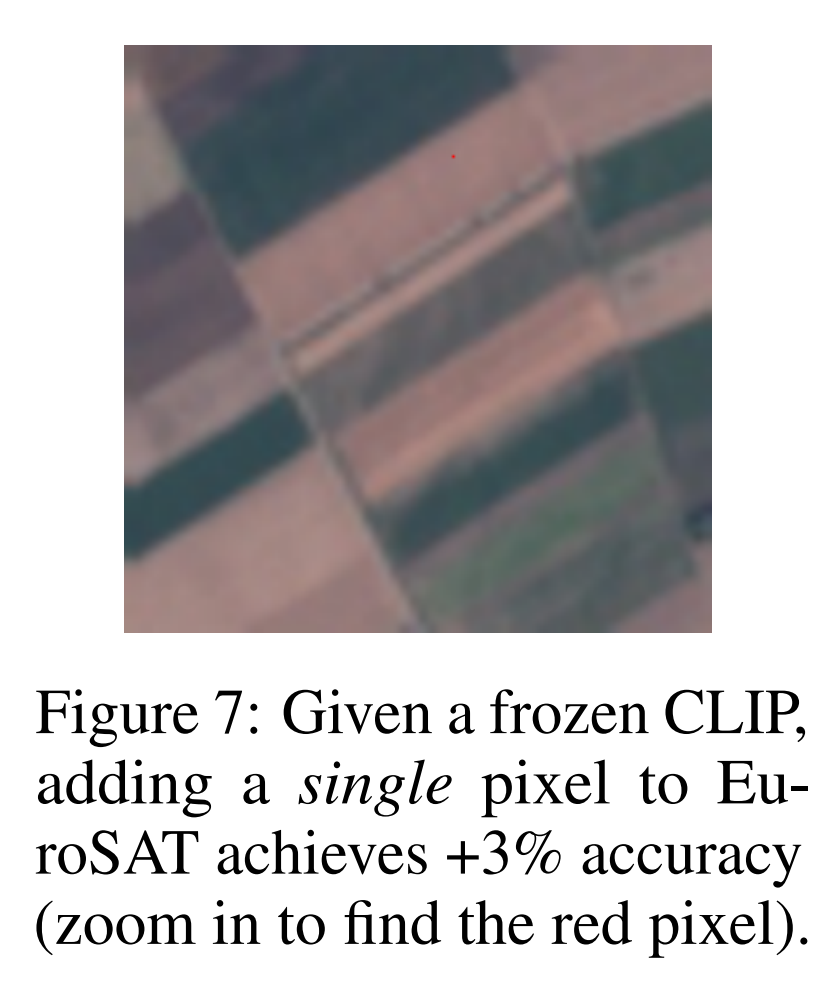 Figure 7: Given a frozen CLIP,
adding a single pixel to Eu-
roSAT achieves +3% accuracy
(zoom in to find the red pixel).